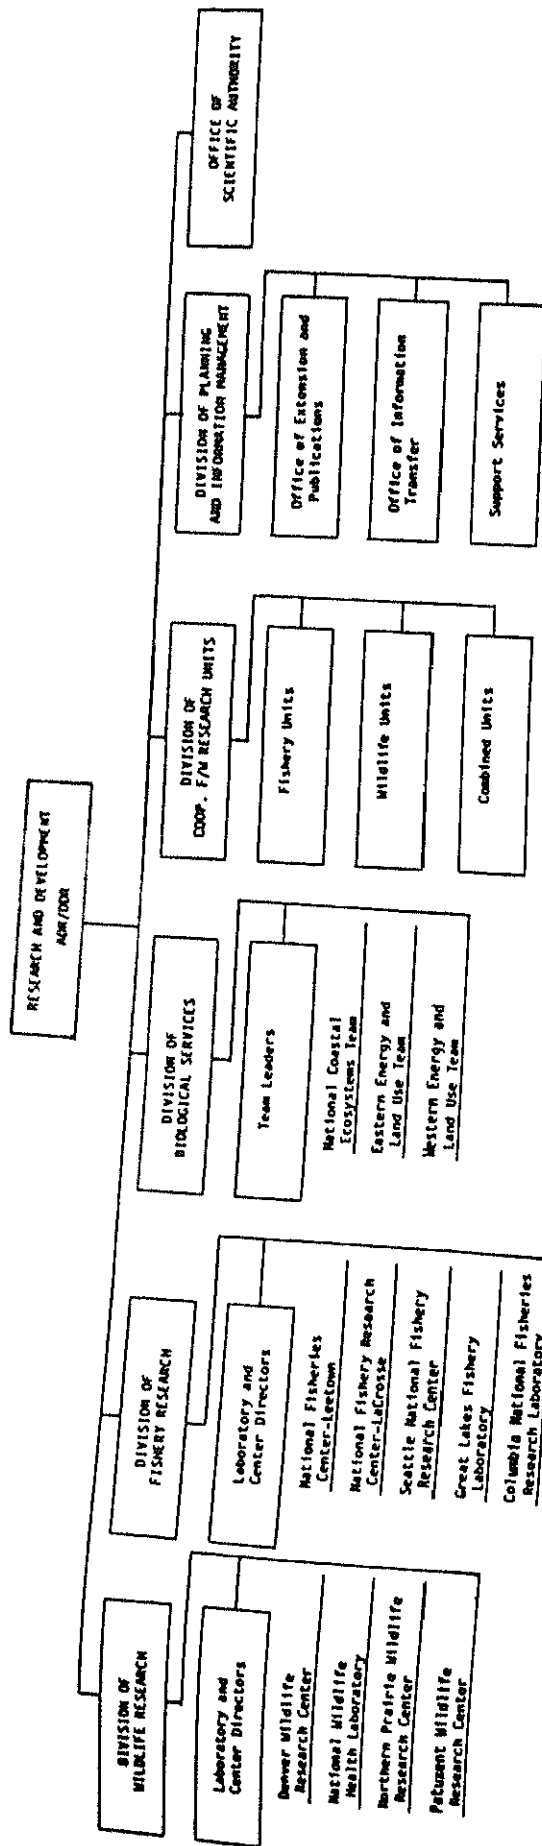 RESEARCH AND DEVELOPMENT
ADR/DDR
DIVISION OF
WILDLIFE RESEARCH
Laboratory and
Center Directors
Denver Wildlife
Research Center
National Wildlife
Health Laboratory
Northern Prairie Wildlife
Research Center
Patuxent Wildlife
Research Center
DIVISION OF
FISHERY RESEARCH
Laboratory and
Center Directors
National Fisheries
Center-Leetown
National Fishery Research
Center-LaCrosse
Seattle National Fishery
Research Center
Great Lakes Fishery
Laboratory
Columbia National Fisheries
Research Laboratory
DIVISION OF
BIOLOGICAL SERVICES
Team Leaders
National Coastal
Ecosystems Team
Eastern Energy and
Land Use Team
Western Energy and
Land Use Team
DIVISION OF
COOP. F/W RESEARCH UNITS
Fishery Units
Wildlife Units
Combined Units
DIVISION OF PLANNING
AND INFORMATION MANAGEMENT
Office of Extension and
Publications
Office of Information
Transfer
Support Services
OFFICE OF
SCIENTIFIC AUTHORITY